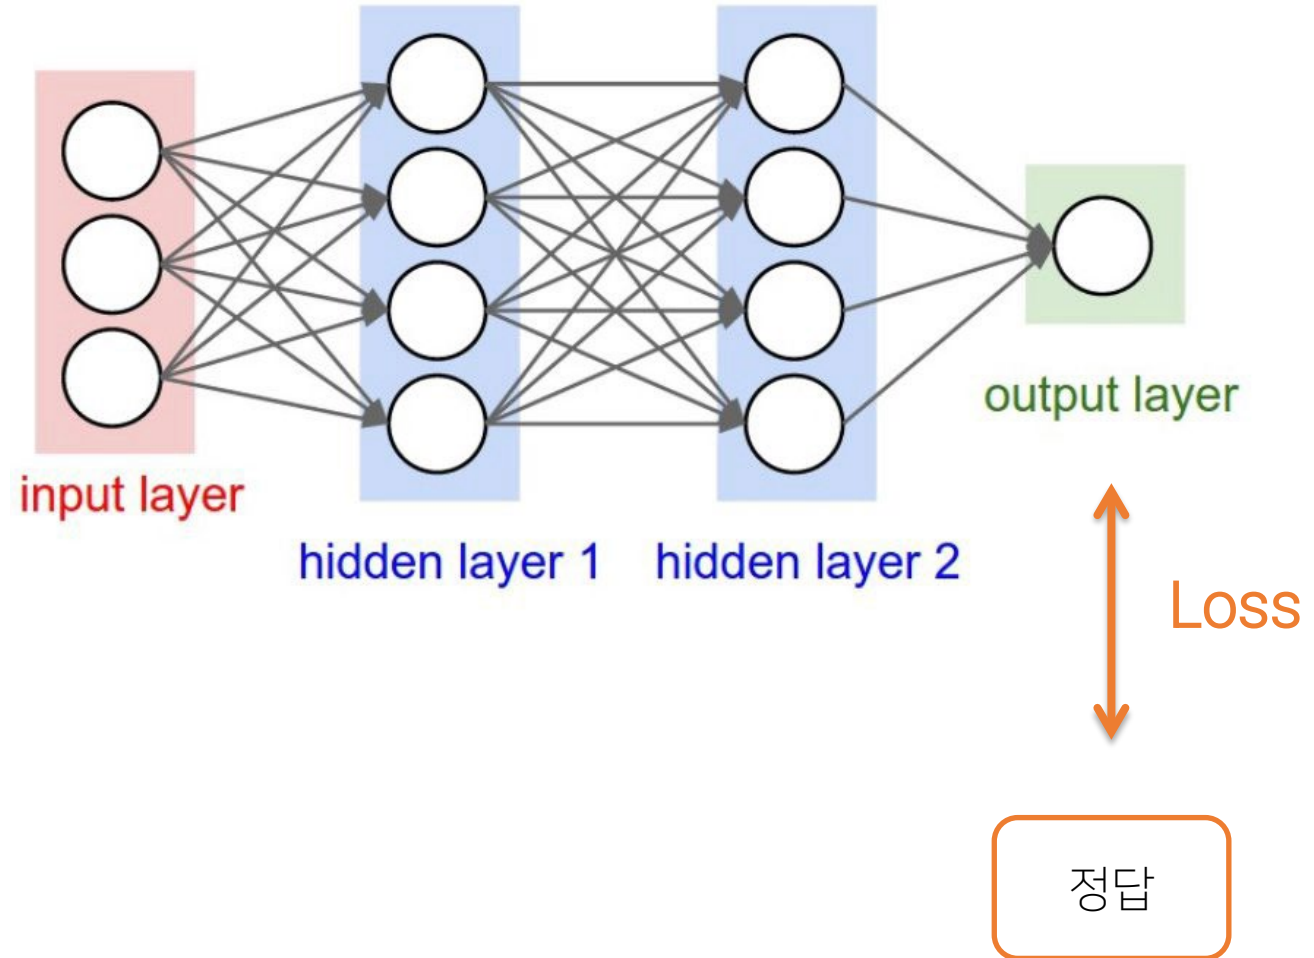 input layer
hidden layer 1
hidden layer 2
output layer
Loss
정답